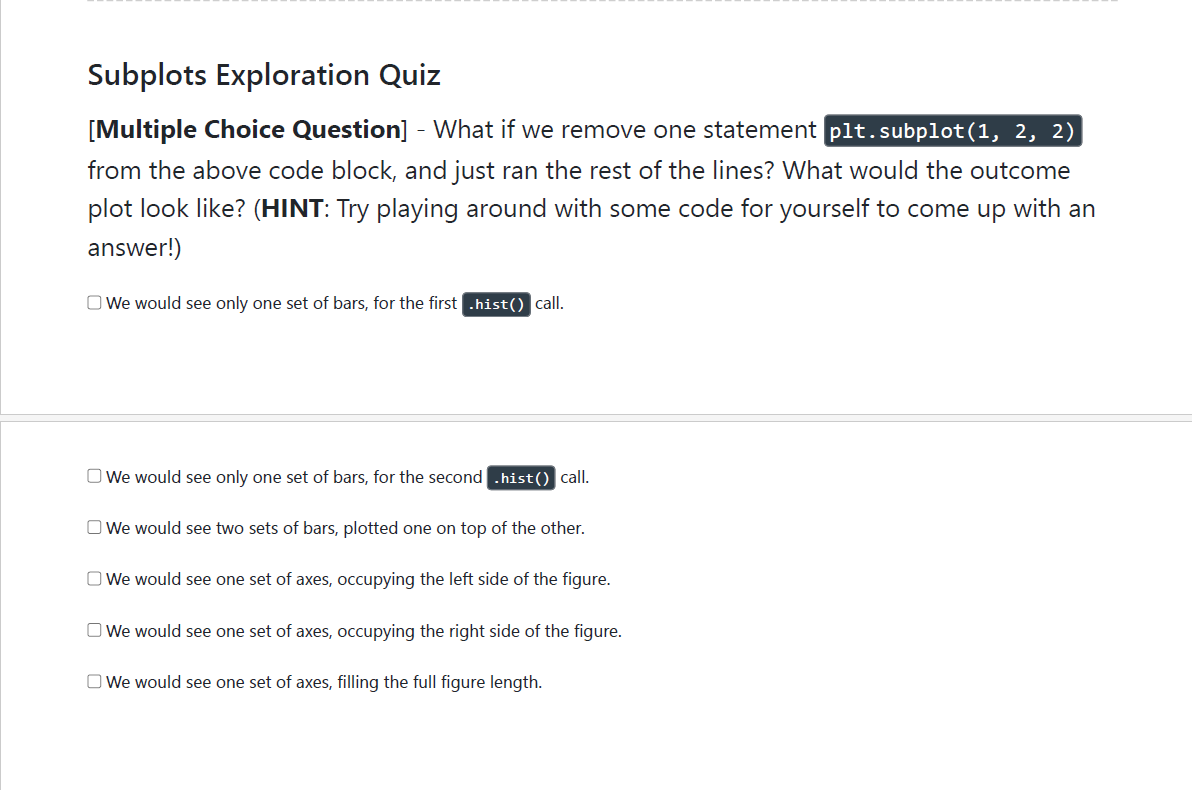 Subplots Exploration Quiz
[Multiple Choice Question] - What if we remove one statement plt.subplot(1, 2, 2)
from the above code block, and just ran the rest of the lines? What would the outcome
plot look like? (HINT: Try playing around with some code for yourself to come up with an
answer!)
We would see only one set of bars, for the first .hist() call.
We would see only one set of bars, for the second .hist() call.
We would see two sets of bars, plotted one on top of the other.
We would see one set of axes, occupying the left side of the figure.
We would see one set of axes, occupying the right side of the figure.
We would see one set of axes, filling the full figure length.